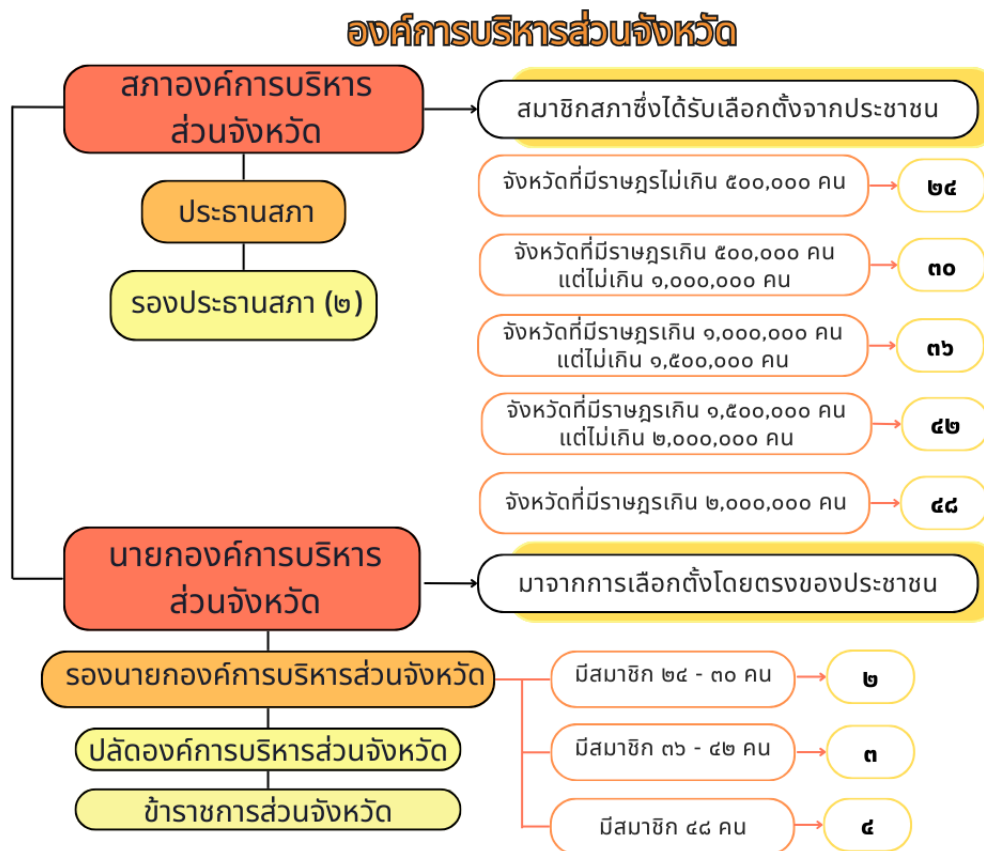 องค์การบริหารส่วนจังหวัด
สภาองค์การบริหาร
ส่วนจังหวัด
สมาชิกสภาซึ่งได้รับเลือกตั้งจากประชาชน
ประธานสภา
รองประธานสภา (๒)
จังหวัดที่มีราษฎรไม่เกิน ๕๐๐,๐๐๐ คน
๒๔
จังหวัดที่มีราษฎรเกิน ๕๐๐,๐๐๐ คน
แต่ไม่เกิน ๑,๐๐๐,๐๐๐ คน
๓๐
จังหวัดที่มีราษฎรเกิน ๑,๐๐๐,๐๐๐ คน
แต่ไม่เกิน ๑,๕๐๐,๐๐๐ คน
๓๖
จังหวัดที่มีราษฎรเกิน ๑,๕๐๐,๐๐๐ คน
แต่ไม่เกิน ๒,๐๐๐,๐๐๐ คน
๔๒
จังหวัดที่มีราษฎรเกิน ๒,๐๐๐,๐๐๐ คน
๔๘
นายกองค์การบริหาร
ส่วนจังหวัด
มาจากการเลือกตั้งโดยตรงของประชาชน
รองนายกองค์การบริหารส่วนจังหวัด
มีสมาชิก ๒๔ - ๓๐ คน
๒
มีสมาชิก ๓๖ - ๔๒ คน
๓
มีสมาชิก ๔๘ คน
๔
ปลัดองค์การบริหารส่วนจังหวัด
ข้าราชการส่วนจังหวัด